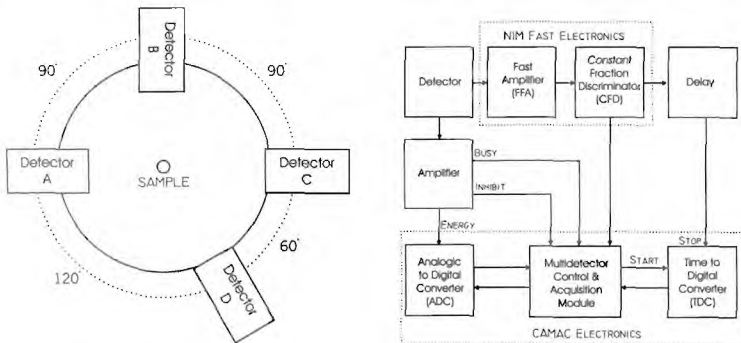 Detector
B
90°
90°
Detector
A
SAMPLE
Detector
C
120°
60°
Detector
D
NIM FAST ELECTRONICS
Detector
Fast
Amplifier
(FFA)
Constant
Fraction
Discriminator
(CFD)
Delay
Amplifier
BUSY
INHIBIT
ENERGY
STOP
Analogic
to Digital
Converter
(ADC)
Multidetector
Control &
Acquisition
Module
START
Time to
Digital
Converter
(TDC)
CAMAC ELECTRONICS